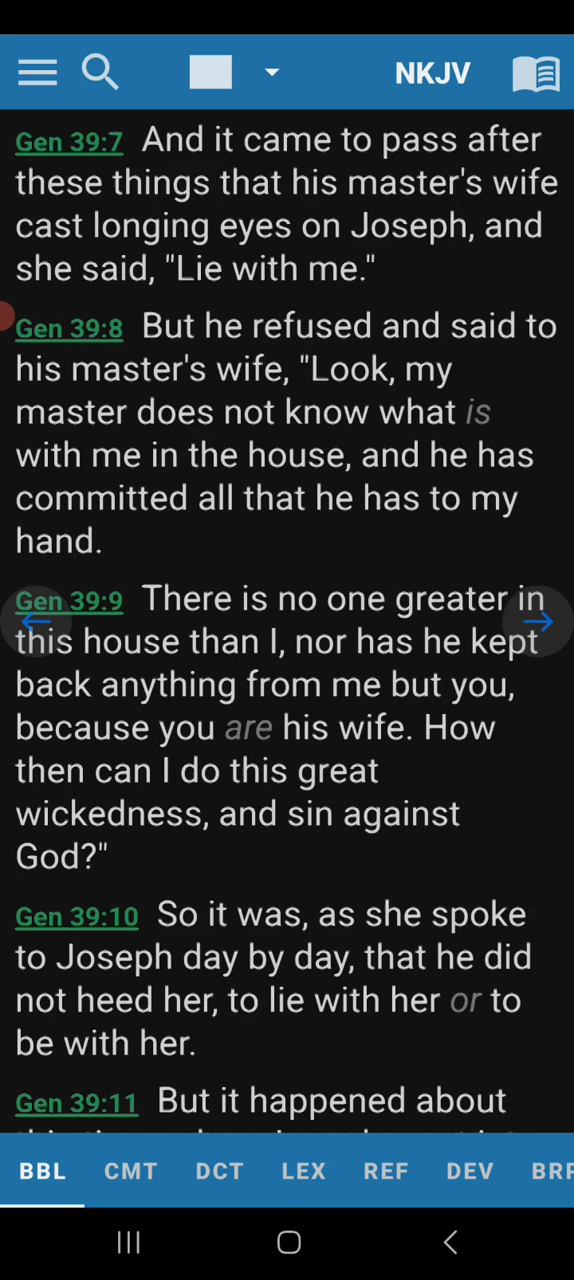 NKJV
Gen 39:7 And it came to pass after
these things that his master's wife
cast longing eyes on Joseph, and
she said, "Lie with me."
Gen 39:8 But he refused and said to
his master's wife, "Look, my
master does not know what is
with me in the house, and he has
committed all that he has to my
hand.
Gen 39:9 There is no one greater in
this house than I, nor has he kept
back anything from me but you,
because you are his wife. How
then can I do this great
wickedness, and sin against
God?"
Gen 39:10 So it was, as she spoke
to Joseph day by day, that he did
not heed her, to lie with her or to
be with her.
Gen 39:11 But it happened about
BBL CMT DCT LEX REF DEV BRF